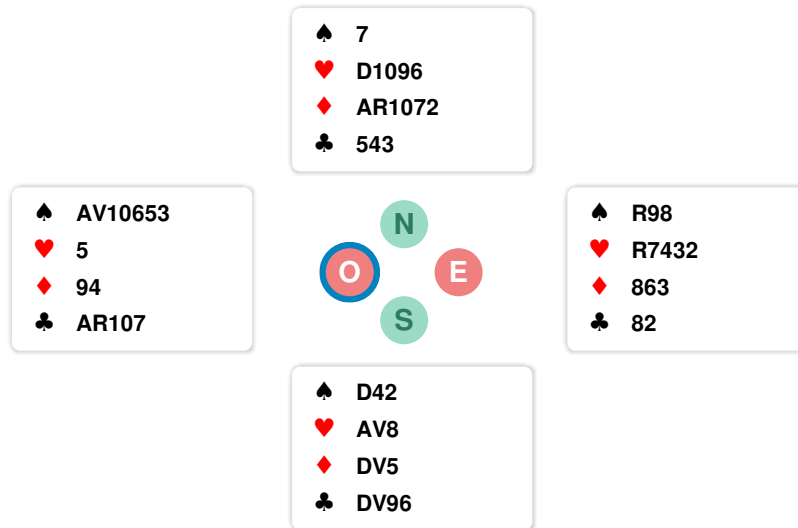 ♠ 7
♥ D1096
♦ AR1072
♣ 543
♠ AV10653
♥ 5
♦ 94
♣ AR107
N
O
E
S
♠ R98
♥ R7432
♦ 863
♣ 82
♠ D42
♥ AV8
♦ DV5
♣ DV96